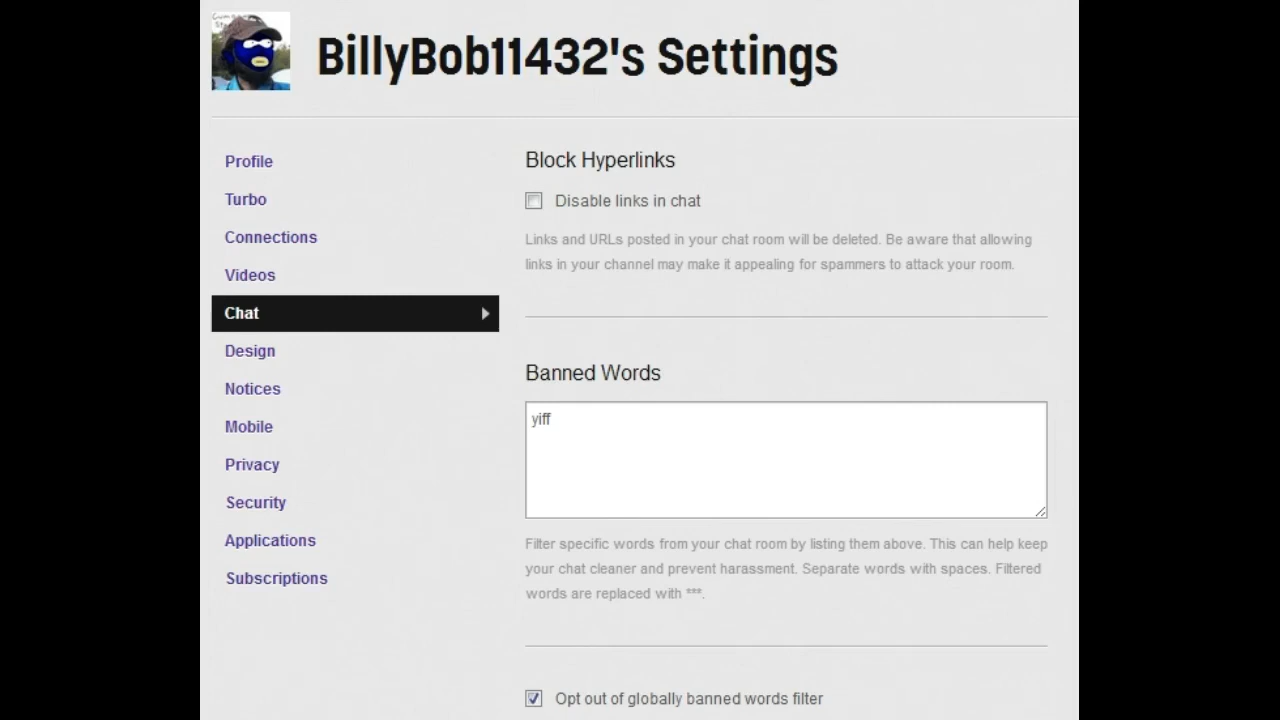 BillyBob11432's Settings
Profile
Turbo
Connections
Videos
Chat
Design
Notices
Mobile
Privacy
Security
Applications
Subscriptions
Block Hyperlinks
Disable links in chat
Links and URLs posted in your chat room will be deleted. Be aware that allowing
links in your channel may make it appealing for spammers to attack your room.
Banned Words
yiff
Filter specific words from your chat room by listing them above. This can help keep
your chat cleaner and prevent harassment. Separate words with spaces. Filtered
words are replaced with ***.
Opt out of globally banned words filter